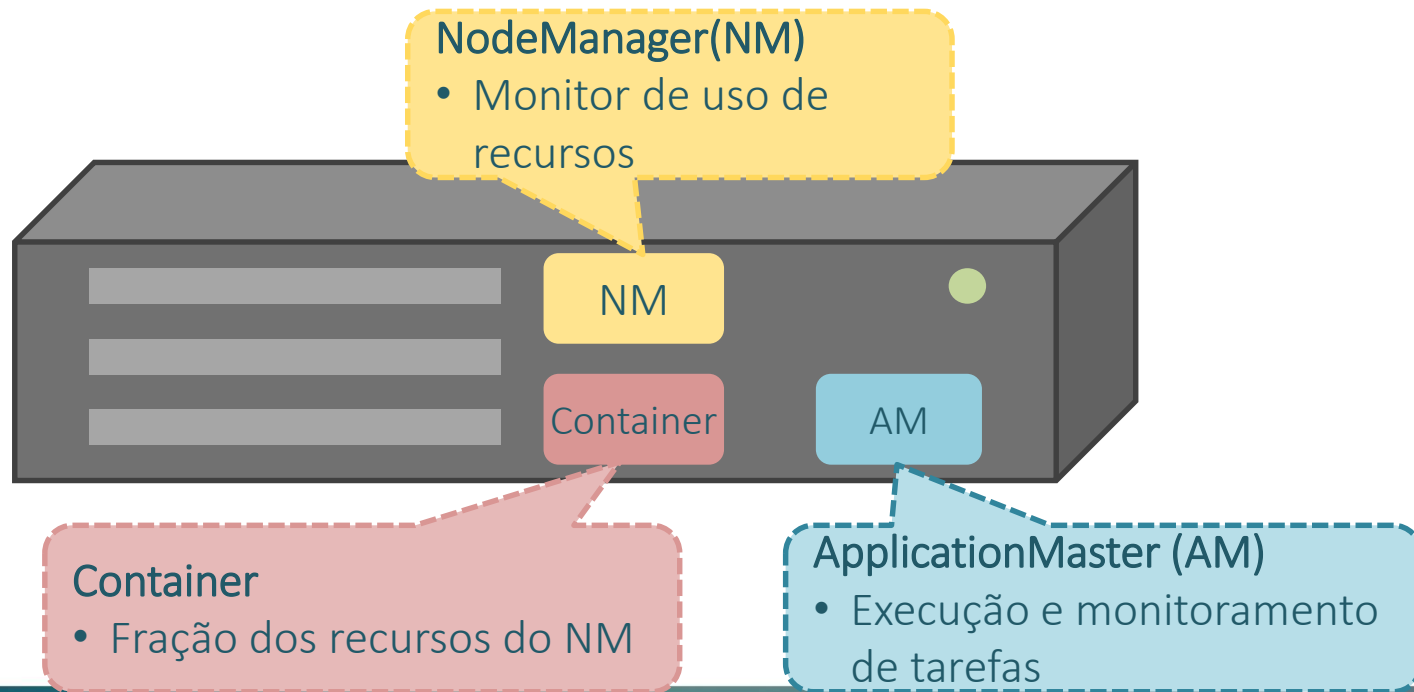 NodeManager(NM)
• Monitor de uso de
recursos
NM
Container
AM
Container
• Fração dos recursos do NM
ApplicationMaster (AM)
• Execução e monitoramento
de tarefas